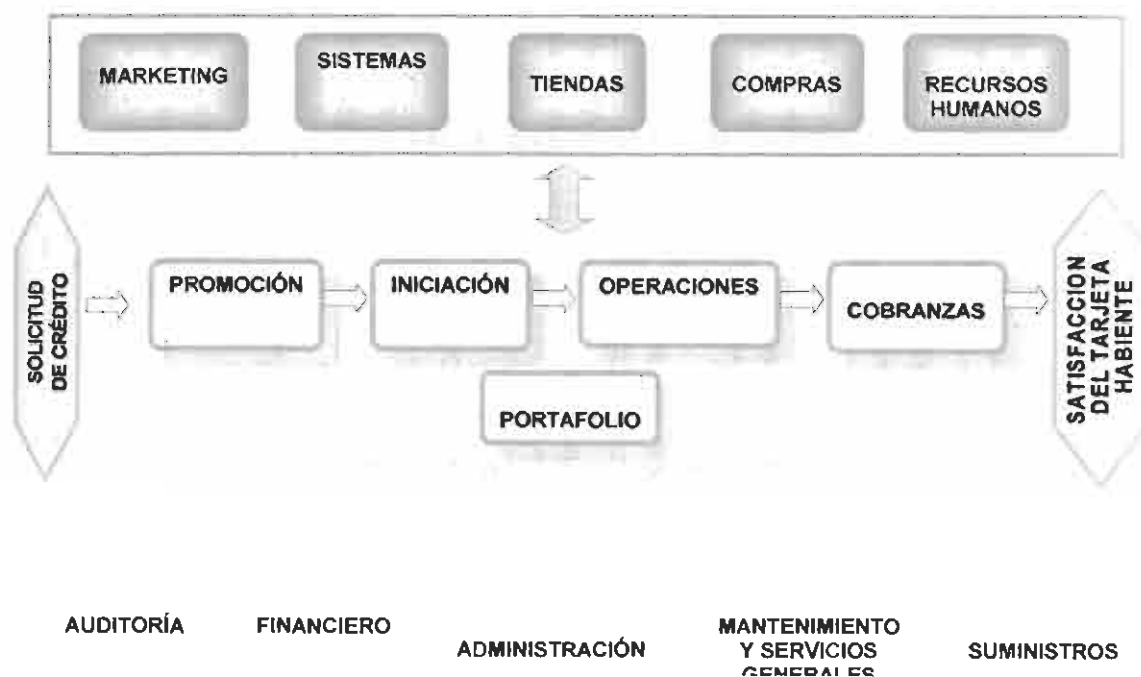 MARKETING
SISTEMAS
TIENDAS
COMPRAS
RECURSOS
HUMANOS
SOLICITUD
DE CRÉDITO
PROMOCIÓN
INICIACIÓN
OPERACIONES
COBRANZAS
PORTAFOLIO
SATISFACCION
DEL TARJETA
HABIENTE
AUDITORÍA
FINANCIERO
ADMINISTRACIÓN
MANTENIMIENTO
Y SERVICIOS
GENERALES
SUMINISTROS